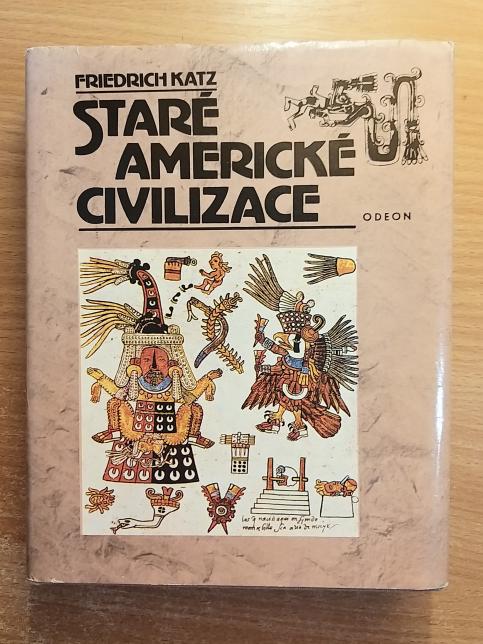 FRIEDRICH KATZ
STARÉ
AMERICKÉ
CIVILIZACE
ODEON